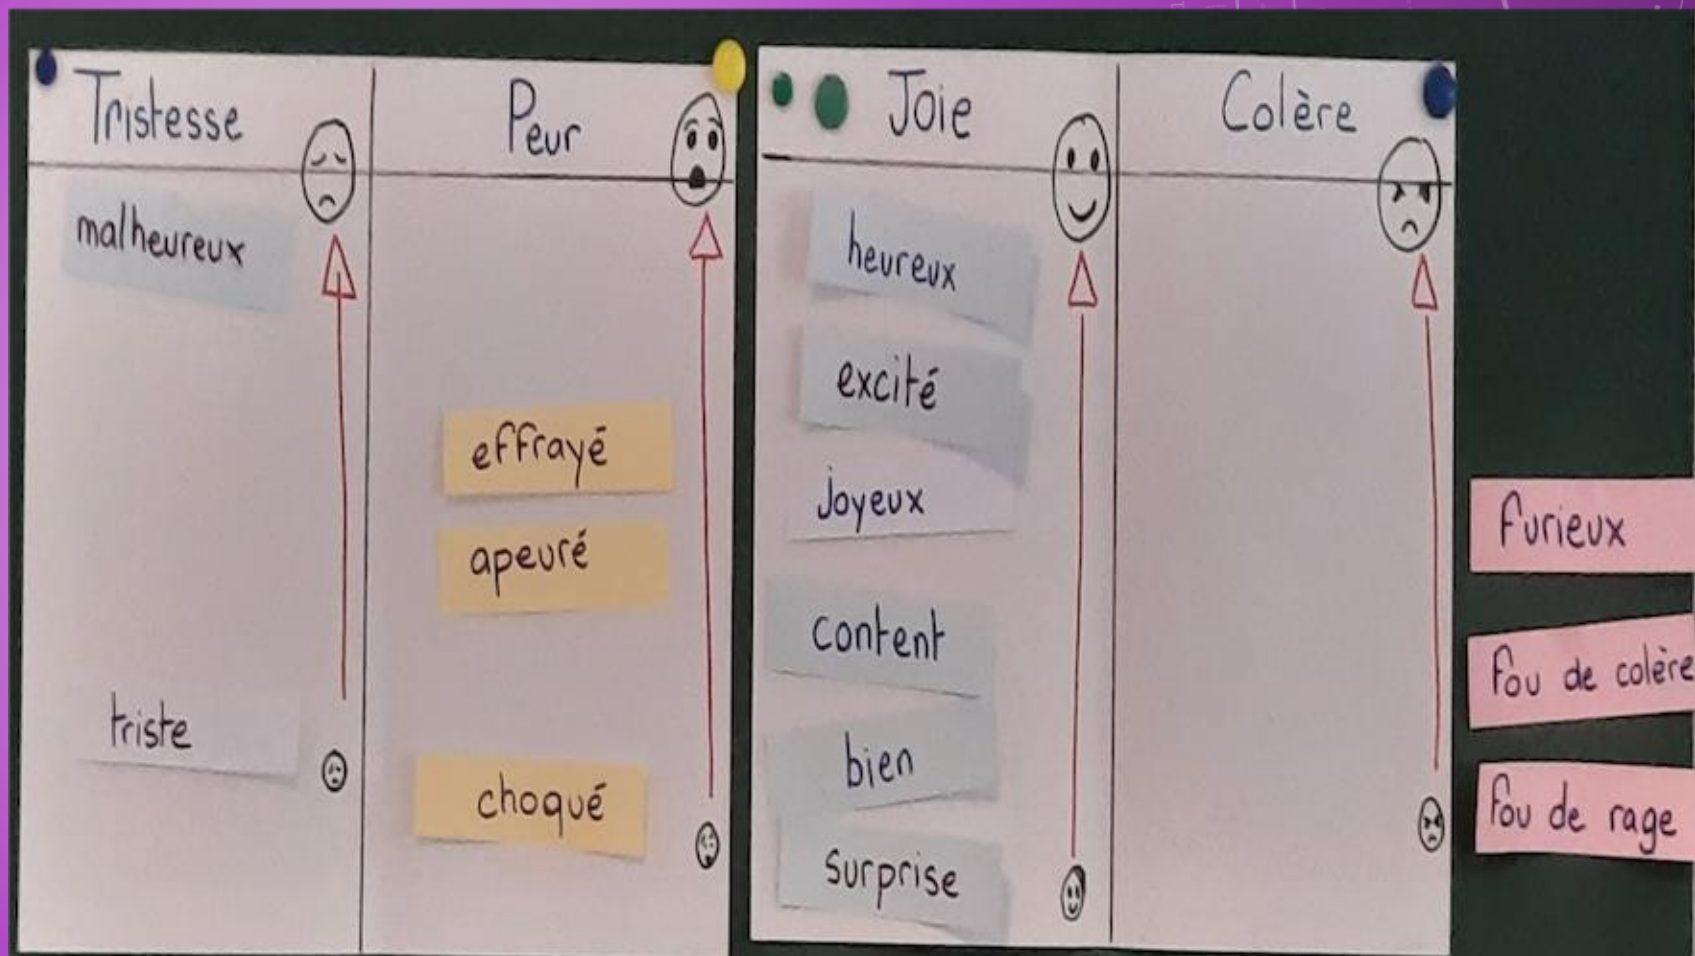 Tristesse
malheureux
triste
Peur
effrayé
apeuré
choqué
Joie
heureux
excité
joyeux
content
bien
surprise
Colère
furieux
fou de colère
fou de rage